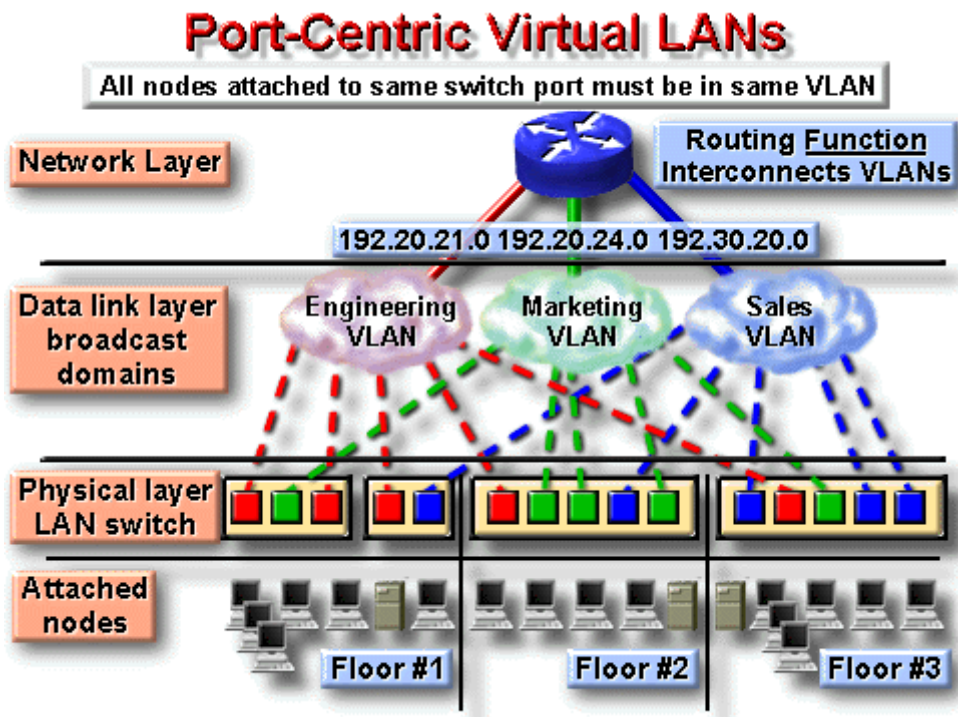 Port-Centric Virtual LANs
All nodes attached to same switch port must be in same VLAN
Network Layer
Routing Function
Interconnects VLANs
192.20.21.0 192.20.24.0 192.30.20.0
Data link layer
broadcast
domains
Engineering
VLAN
Marketing
VLAN
Sales
VLAN
Physical layer
LAN switch
Attached
nodes
Floor #1
Floor #2
Floor #3